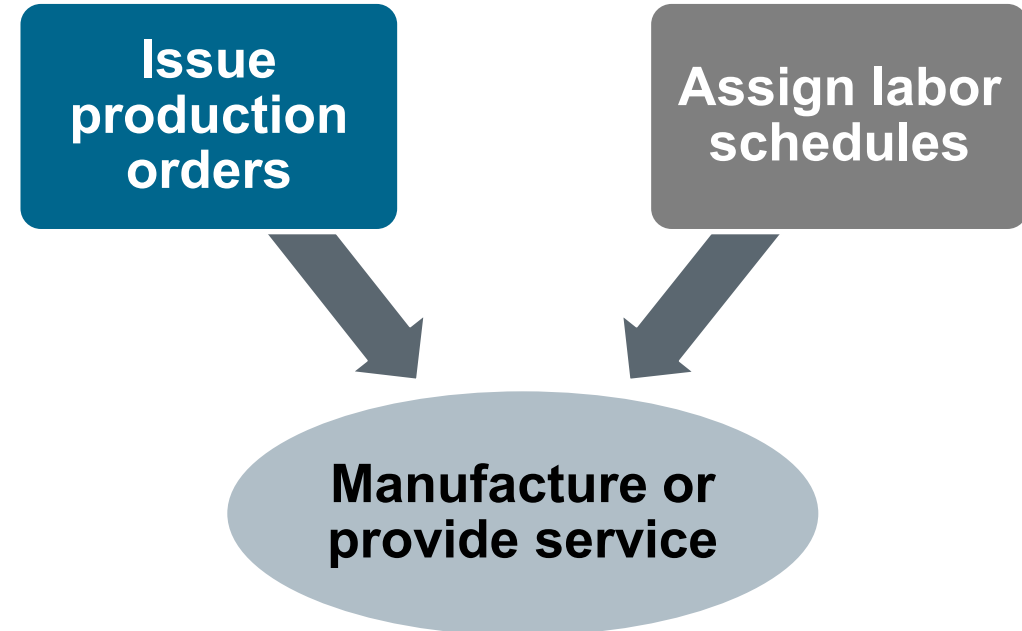 Issue
production
orders
Assign labor
schedules
Manufacture or
provide service